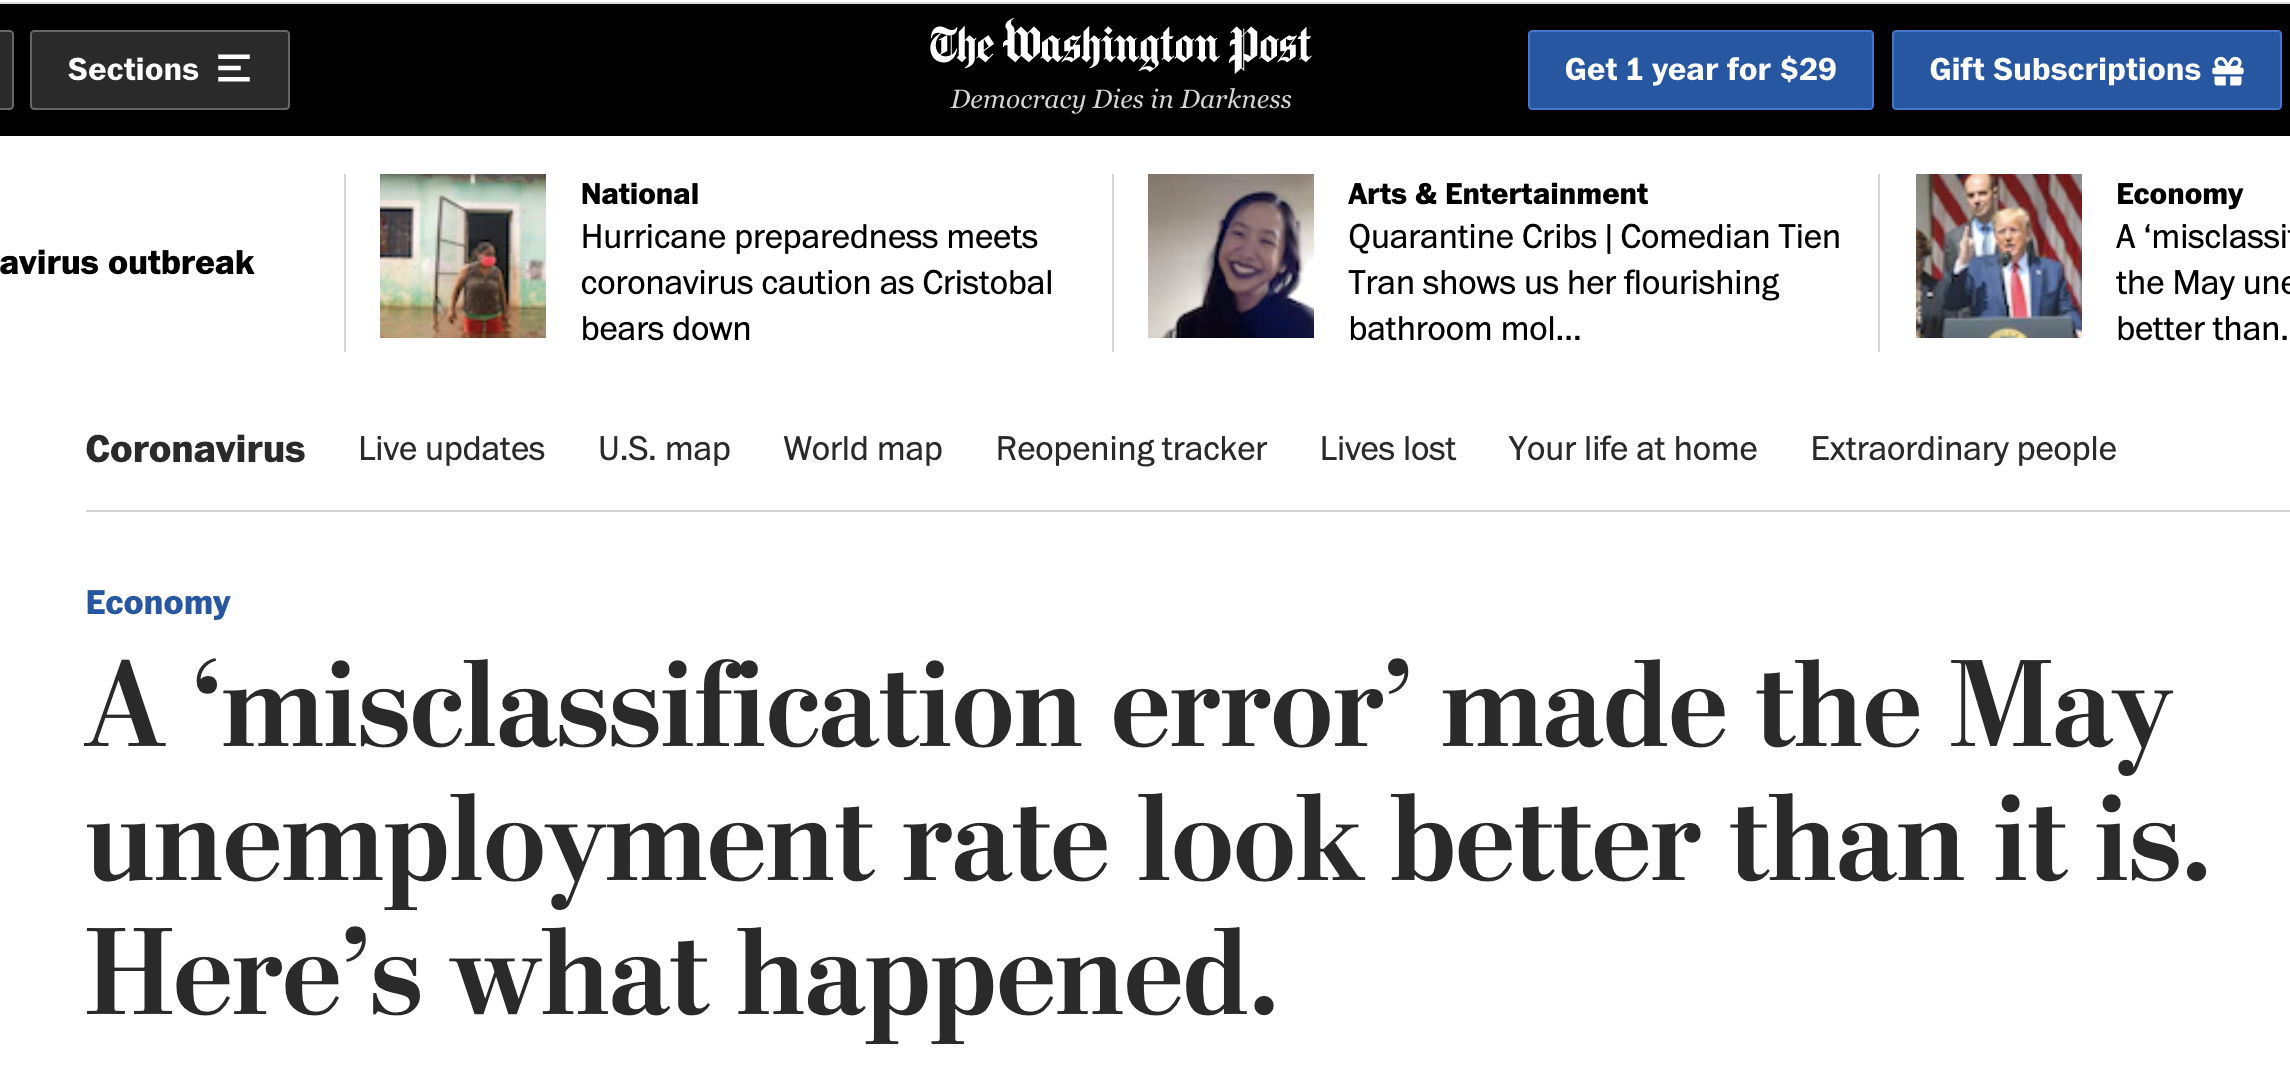 Sections
The Washington Post
Democracy Dies in Darkness
Get 1 year for $29
Gift Subscriptions
avirus outbreak
National
Hurricane preparedness meets
coronavirus caution as Cristobal
bears down
Arts & Entertainment
Quarantine Cribs | Comedian Tien
Tran shows us her flourishing
bathroom mol...
Economy
A ‘misclassif
the May une
better than.
Coronavirus
Live updates
U.S. map
World map
Reopening tracker
Lives lost
Your life at home
Extraordinary people
Economy
A ‘misclassification error’ made the May
unemployment rate look better than it is.
Here’s what happened.